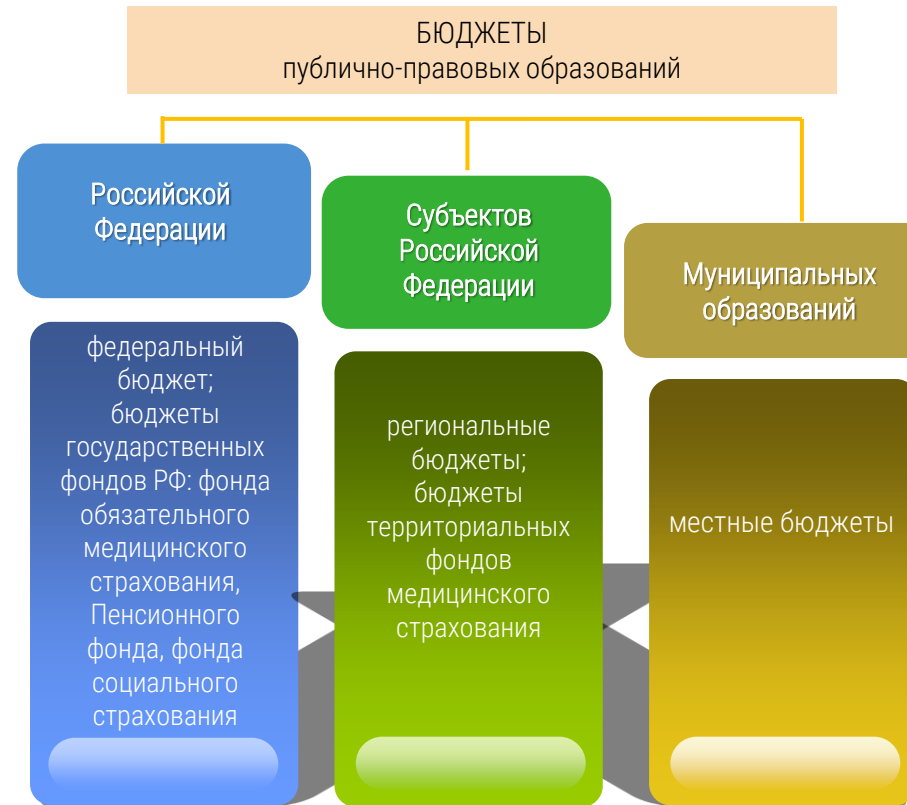 БЮДЖЕТЫ
публично-правовых образований
Российской
Федерации
федеральный
бюджет;
бюджеты
государственных
фондов РФ: фонда
обязательного
медицинского
страхования,
Пенсионного
фонда, фонда
социального
страхования
Субъектов
Российской
Федерации
региональные
бюджеты;
бюджеты
территориальных
фондов
медицинского
страхования
Муниципальных
образований
местные бюджеты